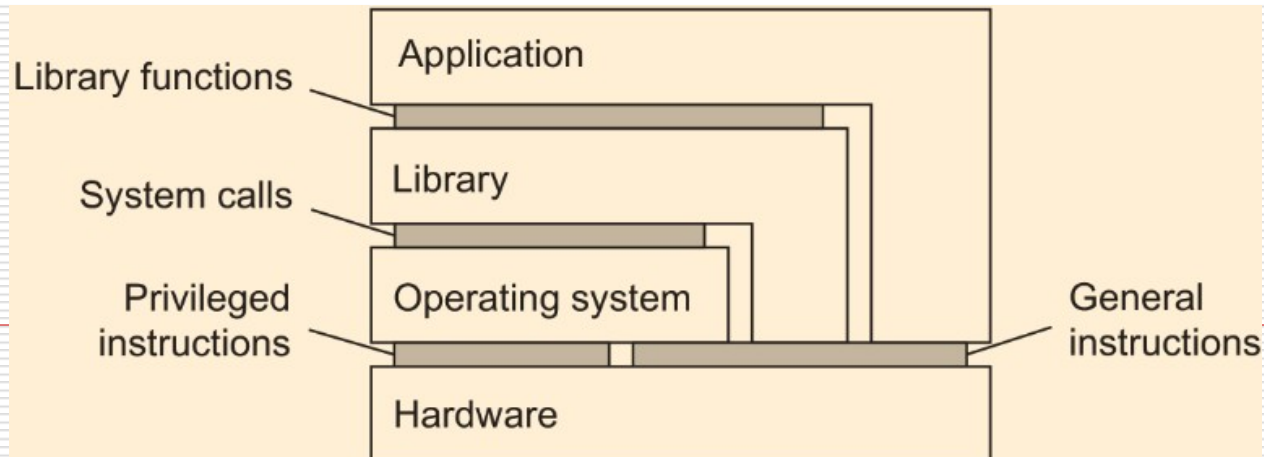 Application
Library functions
Library
System calls
Operating system
Privileged
instructions
General
instructions
Hardware